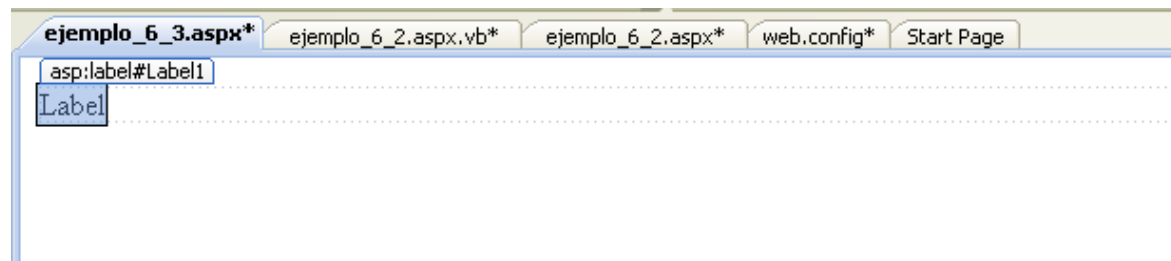 ejemplo_6_3.aspx* ejemplo_6_2.aspx.vb* ejemplo_6_2.aspx* web.config* Start Page
asp:label#Label1
Label